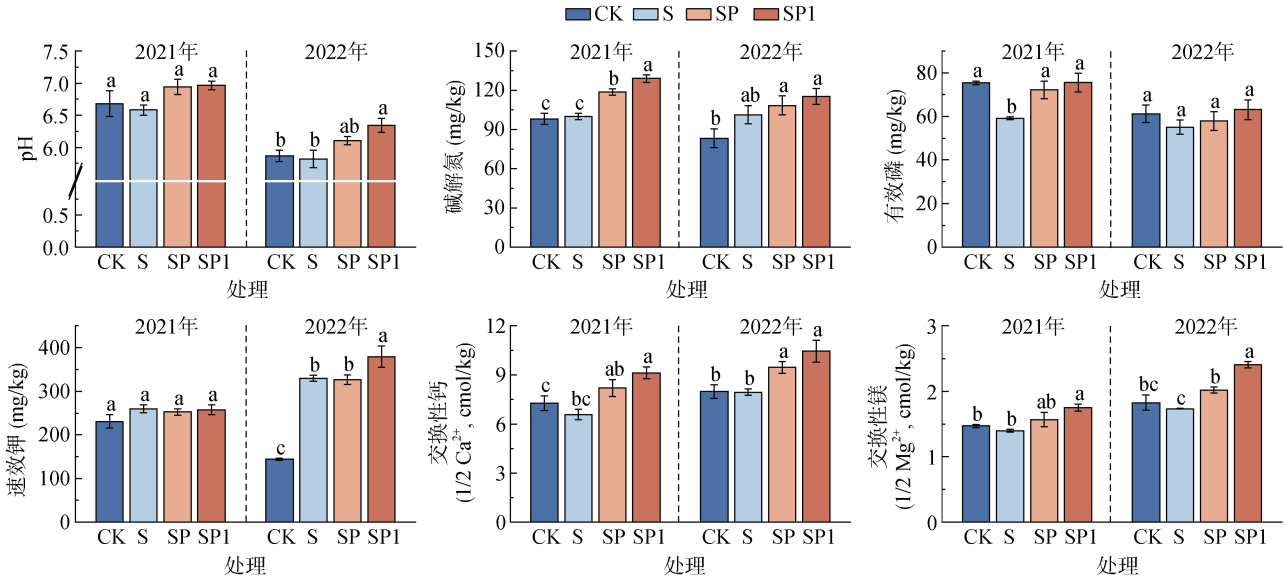 CK S SP SP1
2021年 2022年
7.5
7.0
6.5
6.0
0.5
0.0
pH
a a a a b b ab a
CK S SP SP1 CK S SP SP1
处理
2021年 2022年
150
120
90
60
30
0
碱解氮 (mg/kg)
c c b a b ab a a
CK S SP SP1 CK S SP SP1
处理
2021年 2022年
80
60
40
20
0
有效磷 (mg/kg)
a b a a a a a a
CK S SP SP1 CK S SP SP1
处理
2021年 2022年
400
300
200
100
0
速效钾 (mg/kg)
a a a a c b b a
CK S SP SP1 CK S SP SP1
处理
2021年 2022年
12
9
6
3
0
交换性钙
(1/2 Ca²⁺, cmol/kg)
c bc ab a b b a a
CK S SP SP1 CK S SP SP1
处理
2021年 2022年
3
2
1
0
交换性镁
(1/2 Mg²⁺, cmol/kg)
b b ab a bc c b a
CK S SP SP1 CK S SP SP1
处理